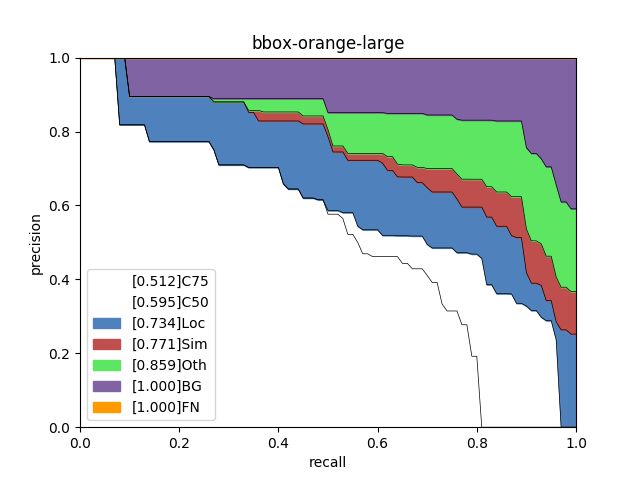 bbox-orange-large
1.0
0.8
0.6
0.4
0.2
0.0
precision
[0.512]C75
[0.595]C50
[0.734]Loc
[0.771]Sim
[0.859]Oth
[1.000]BG
[1.000]FN
0.0 0.2 0.4 0.6 0.8 1.0
recall